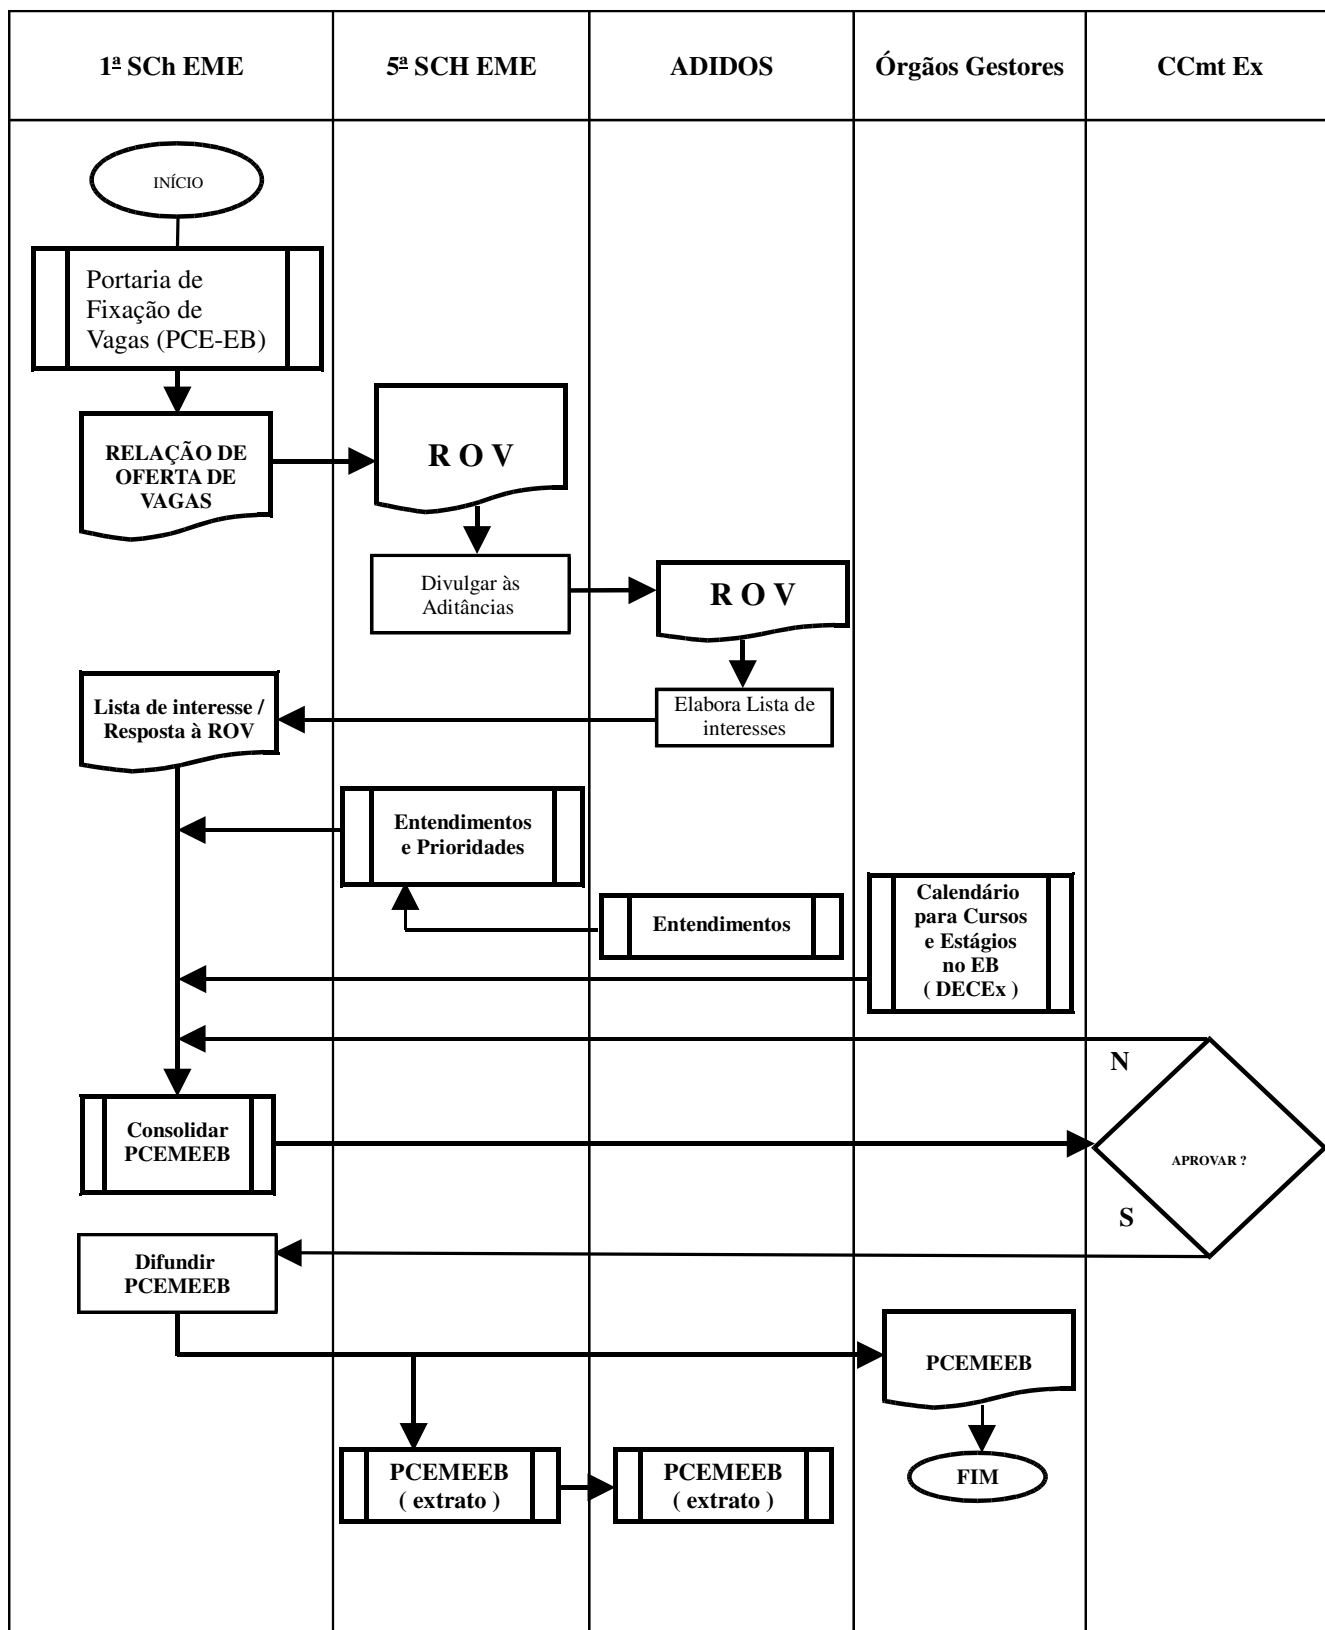 1ª SCh EME
5ª SCH EME
ADIDOS
Órgãos Gestores
CCmt Ex
INÍCIO
Portaria de
Fixação de
Vagas (PCE-EB)
RELAÇÃO DE
OFERTA DE
VAGAS
R O V
Divulgar às
Aditâncias
R O V
Elabora Lista de
interesses
Lista de interesse /
Resposta à ROV
Entendimentos
e Prioridades
Entendimentos
Calendário
para Cursos
e Estágios
no EB
( DECEx )
N
Consolidar
PCEMEEB
APROVAR ?
S
Difundir
PCEMEEB
PCEMEEB
PCEMEEB
( extrato )
PCEMEEB
( extrato )
FIM